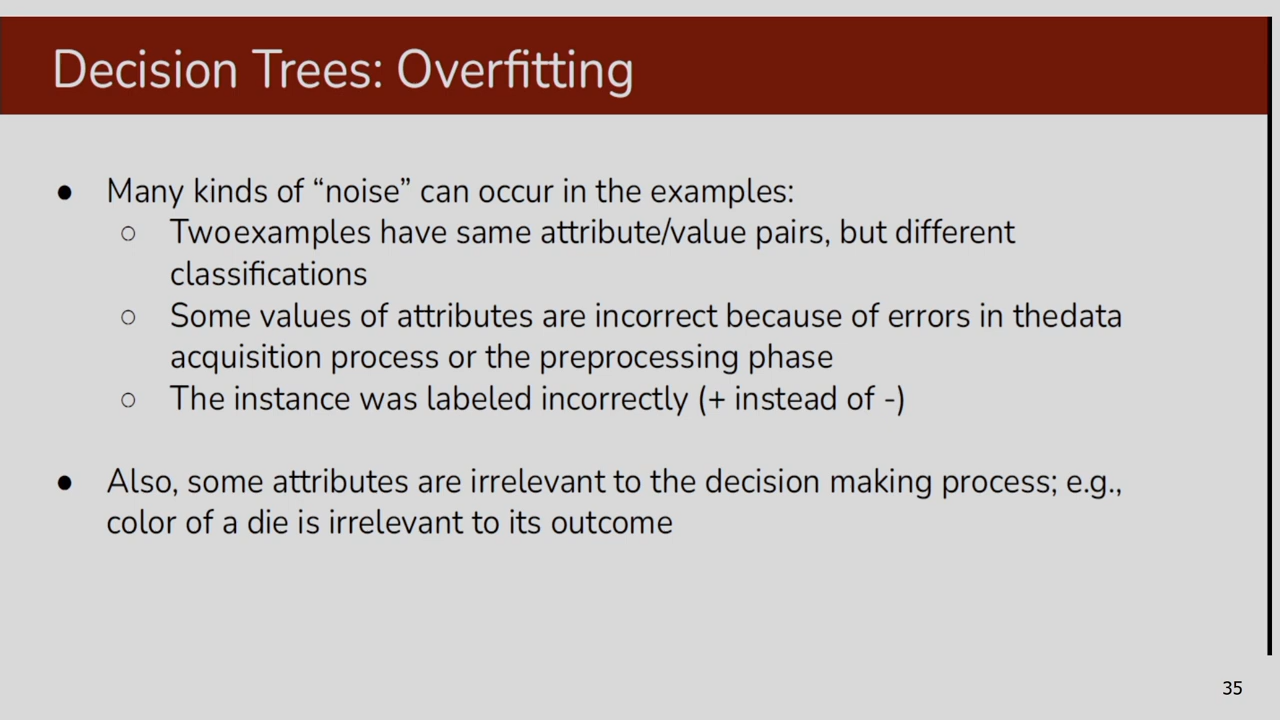 Decision Trees: Overfitting
● Many kinds of “noise” can occur in the examples:
○ Twoexamples have same attribute/value pairs, but different
classifications
○ Some values of attributes are incorrect because of errors in thedata
acquisition process or the preprocessing phase
○ The instance was labeled incorrectly (+ instead of -)
● Also, some attributes are irrelevant to the decision making process; e.g.,
color of a die is irrelevant to its outcome
35